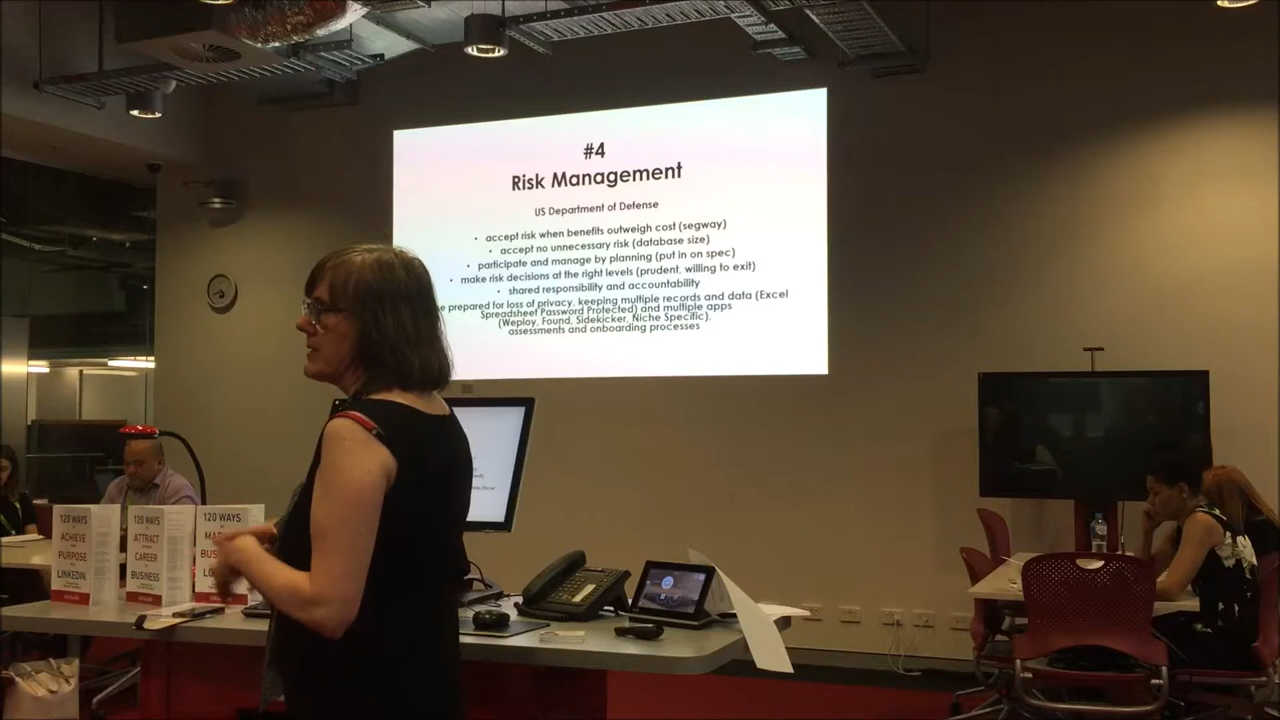 #4
Risk Management
US Department of Defense
• accept risk when benefits outweigh cost (segway)
• accept no unnecessary risk (database size)
• participate and manage by planning (put in on spec)
• make risk decisions at the right levels (prudent, willing to exit)
• shared responsibility and accountability
e prepared for loss of privacy, keeping multiple records and data (Excel
Spreadsheet Password Protected) and multiple apps
(Weploy, Found, Sidekicker, Niche Specific),
assessments and onboarding processes
120 WAYS
ACHIEVE
PURPOSE
LINKEDIN
120 WAYS
ATTRACT
CAREER
BUSINESS
120 WAYS